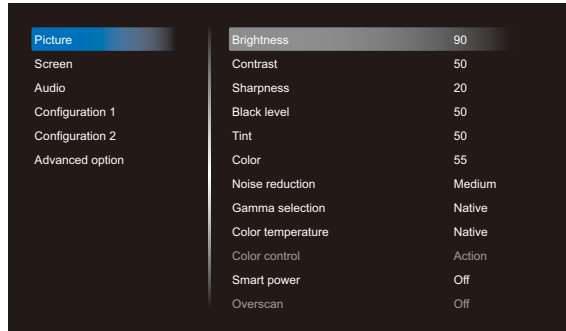 Picture
Screen
Audio
Configuration 1
Configuration 2
Advanced option
Brightness 90
Contrast 50
Sharpness 20
Black level 50
Tint 50
Color 55
Noise reduction Medium
Gamma selection Native
Color temperature Native
Color control Action
Smart power Off
Overscan Off